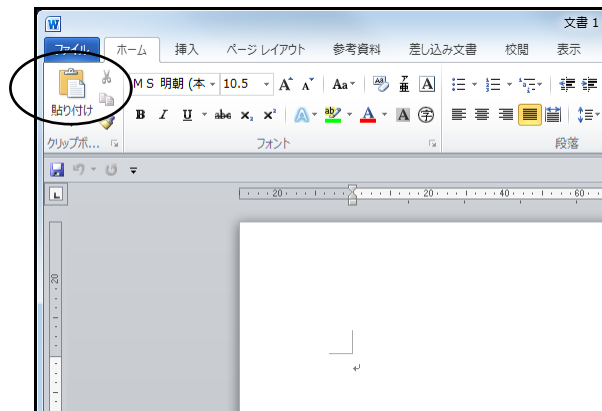 文書 1
ファイル ホーム 挿入 ページ レイアウト 参考資料 差し込み文書 校閲 表示
貼り付け
ＭＳ 明朝 (本 10.5 A A Aa 亜 A
B I U abc x₂ x² A ab A A 字
クリップボ... フォント 段落
20 20 40 60
20